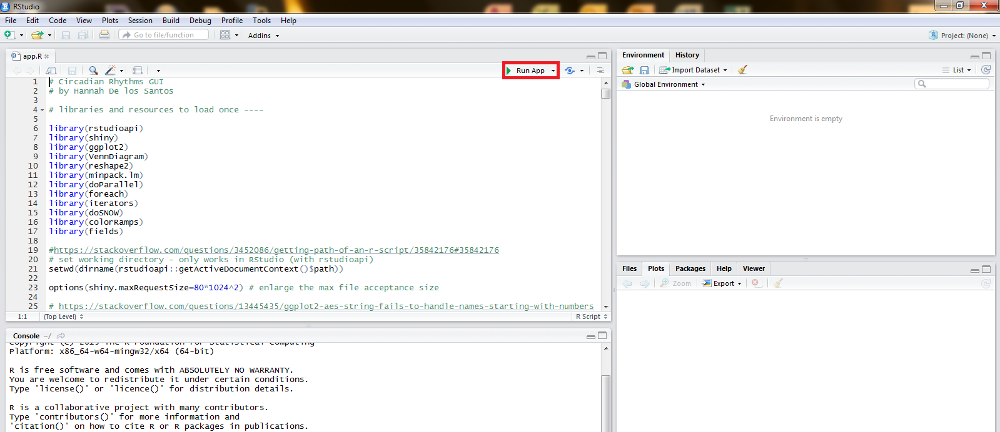 RStudio
File Edit Code View Plots Session Build Debug Profile Tools Help
Go to file/function Addins Project: (None)
app.R
Run App
1 # Circadian Rhythms GUI
2 # by Hannah De los Santos
3
4 # libraries and resources to load once ----
5
6 library(rstudioapi)
7 library(shiny)
8 library(ggplot2)
9 library(VennDiagram)
10 library(reshape2)
11 library(minpack.lm)
12 library(doParallel)
13 library(foreach)
14 library(iterators)
15 library(doSNOW)
16 library(colorRamps)
17 library(fields)
18
19 #https://stackoverflow.com/questions/3452086/getting-path-of-an-r-script/35842176#35842176
20 # set working directory - only works in RStudio (with rstudioapi)
21 setwd(dirname(rstudioapi::getActiveDocumentContext()$path))
22
23 options(shiny.maxRequestSize=80*1024^2) # enlarge the max file acceptance size
24
25 # https://stackoverflow.com/questions/13445435/ggplot2-aes-string-fails-to-handle-names-starting-with-numbers
1:1 (Top Level) R Script
Console ~/
Copyright (C) 2019 The R Foundation for Statistical Computing
Platform: x86_64-w64-mingw32/x64 (64-bit)
R is free software and comes with ABSOLUTELY NO WARRANTY.
You are welcome to redistribute it under certain conditions.
Type 'license()' or 'licence()' for distribution details.
R is a collaborative project with many contributors.
Type 'contributors()' for more information and
'citation()' on how to cite R or R packages in publications.
Environment History
Import Dataset List
Global Environment
Environment is empty
Files Plots Packages Help Viewer
Zoom Export